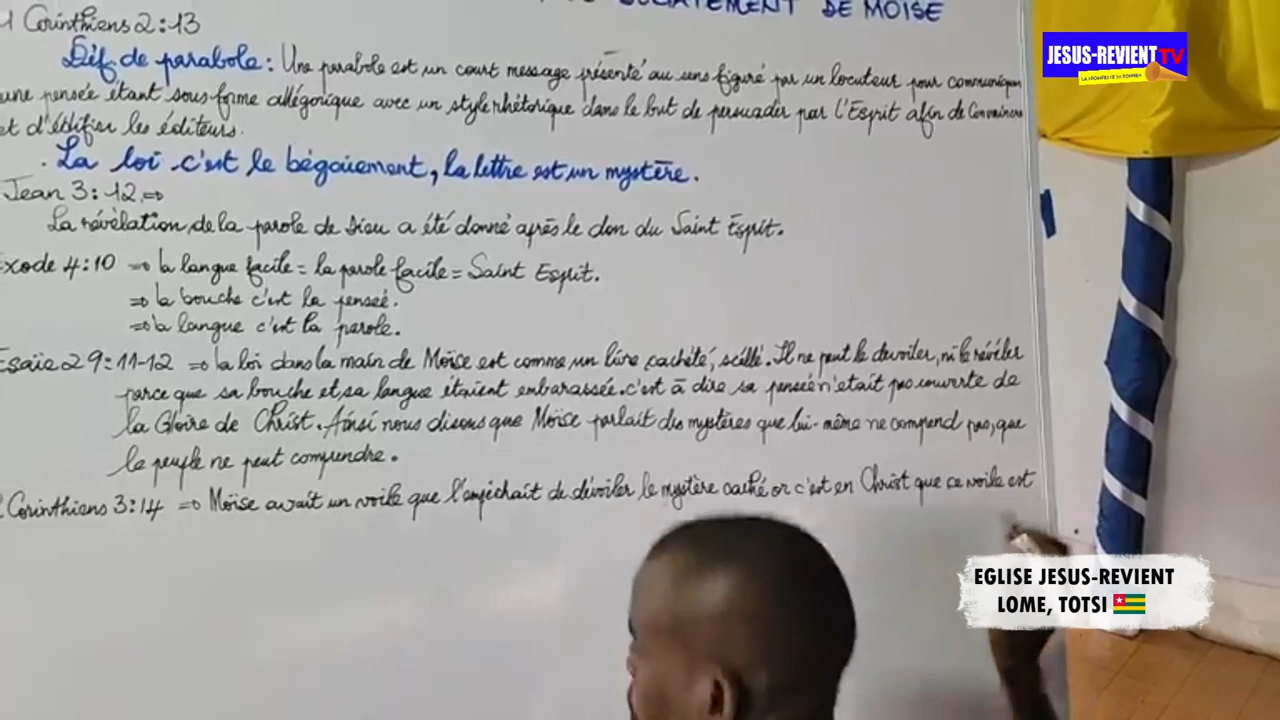 DE MOISE
1 Corinthiens 2:13
Déf de parabole : Une parabole est un court message présenté au sens figuré par un locuteur pour communiquer
une pensée étant sous forme allégorique avec un style rhétorique dans le but de persuader par l'Esprit afin de Convaincre
et d'édifier les éditeurs.
. La loi c'est le bégaiement, la lettre est un mystère.
Jean 3:12 ⇒
La révélation de la parole de Dieu a été donné après le don du Saint Esprit.
Exode 4:10 ⇒ la langue facile = la parole facile = Saint Esprit.
⇒ la bouche c'est la pensée.
⇒ la langue c'est la parole.
Esaïe 29:11-12 ⇒ la loi dans la main de Moïse est comme un livre cachété, scéllé. Il ne peut le devoiler, ni le révéler
parce que sa bouche et sa langue étaient embarassée. c'est à dire sa pensée n'etait pas ouverte de
la Gloire de Christ. Ainsi nous disons que Moïse parlait des mystères que lui-même ne comprend pas, que
le peuple ne peut comprendre.
Corinthiens 3:14 ⇒ Moïse avait un voile que l'empêchait de dévoiler le mystère caché or c'est en Christ que ce voile est
JESUS-REVIENT TV
EGLISE JESUS-REVIENT
LOME, TOTSI